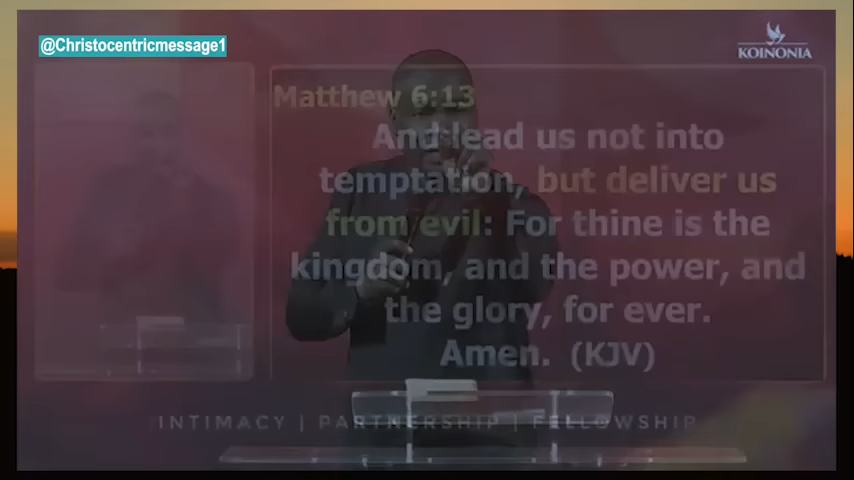 @Christocentricmessage1
KOINONIA
Matthew 6:13
And lead us not into
temptation, but deliver us
from evil: For thine is the
kingdom, and the power, and
the glory, for ever.
Amen. (KJV)
INTIMACY | PARTNERSHIP | FELLOWSHIP